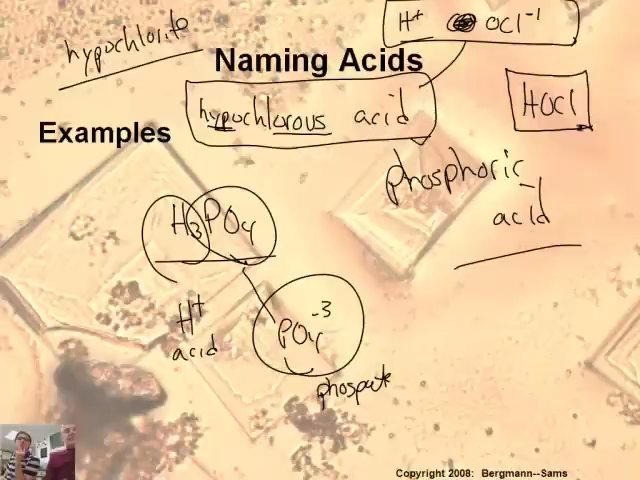 H⁺ OCl⁻¹
hypochlorite
Naming Acids
hypochlorous acid
HOCl
Examples
phosphoric
acid
H₃PO₄
H⁺
acid
PO₄⁻³
Copyright 2008: Bergmann--Sams